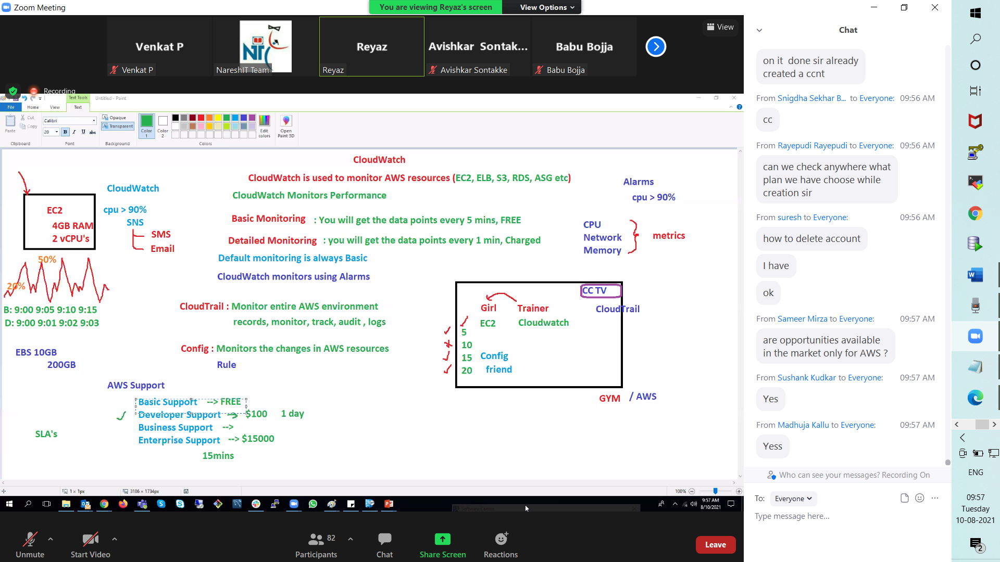 Zoom Meeting
You are viewing Reyaz's screen
View Options
View
Venkat P
Venkat P
NIT
NareshIT Team
Reyaz
Reyaz
Avishkar Sontak...
Avishkar Sontakke
Babu Bojja
Babu Bojja
Recording
Text Tools
Untitled - Paint
File
Home
View
Text
Paste
Cut
Copy
Clipboard
Calibri
20
B I U abc
Font
Opaque
Transparent
Background
Color 1
Color 2
Edit colors
Colors
Open Paint 3D
CloudWatch
CloudWatch is used to monitor AWS resources (EC2, ELB, S3, RDS, ASG etc)
CloudWatch Monitors Performance
Basic Monitoring : You will get the data points every 5 mins, FREE
Detailed Monitoring : you will get the data points every 1 min, Charged
Default monitoring is always Basic
CloudWatch monitors using Alarms
CloudTrail : Monitor entire AWS environment
records, monitor, track, audit , logs
Config : Monitors the changes in AWS resources
Rule
CloudWatch
cpu > 90%
SNS
SMS
Email
EC2
4GB RAM
2 vCPU's
50%
20%
B: 9:00 9:05 9:10 9:15
D: 9:00 9:01 9:02 9:03
EBS 10GB
200GB
AWS Support
Basic Support --> FREE
Developer Support --> $100 1 day
Business Support -->
Enterprise Support --> $15000
15mins
SLA's
Alarms
cpu > 90%
CPU
Network
Memory
metrics
CC TV
CloudTrail
Girl
Trainer
EC2
Cloudwatch
5
10
15
20
Config
friend
GYM / AWS
1 × 1px
3186 × 1734px
100%
Software Center
9:57 AM
8/10/2021
Unmute
Start Video
82
Participants
Chat
Share Screen
Reactions
Leave
Chat
on it done sir already
created a ccnt
From Snigdha Sekhar B... to Everyone: 09:56 AM
cc
From Rayepudi Rayepudi to Everyone: 09:56 AM
can we check anywhere what
plan we have choose while
creation sir
From suresh to Everyone: 09:56 AM
how to delete account
I have
ok
From Sameer Mirza to Everyone: 09:57 AM
are opportunities available
in the market only for AWS ?
From Sushank Kudkar to Everyone: 09:57 AM
Yes
From Madhuja Kallu to Everyone: 09:57 AM
Yess
Who can see your messages? Recording On
To: Everyone
Type message here...
ENG
09:57
Tuesday
10-08-2021
2